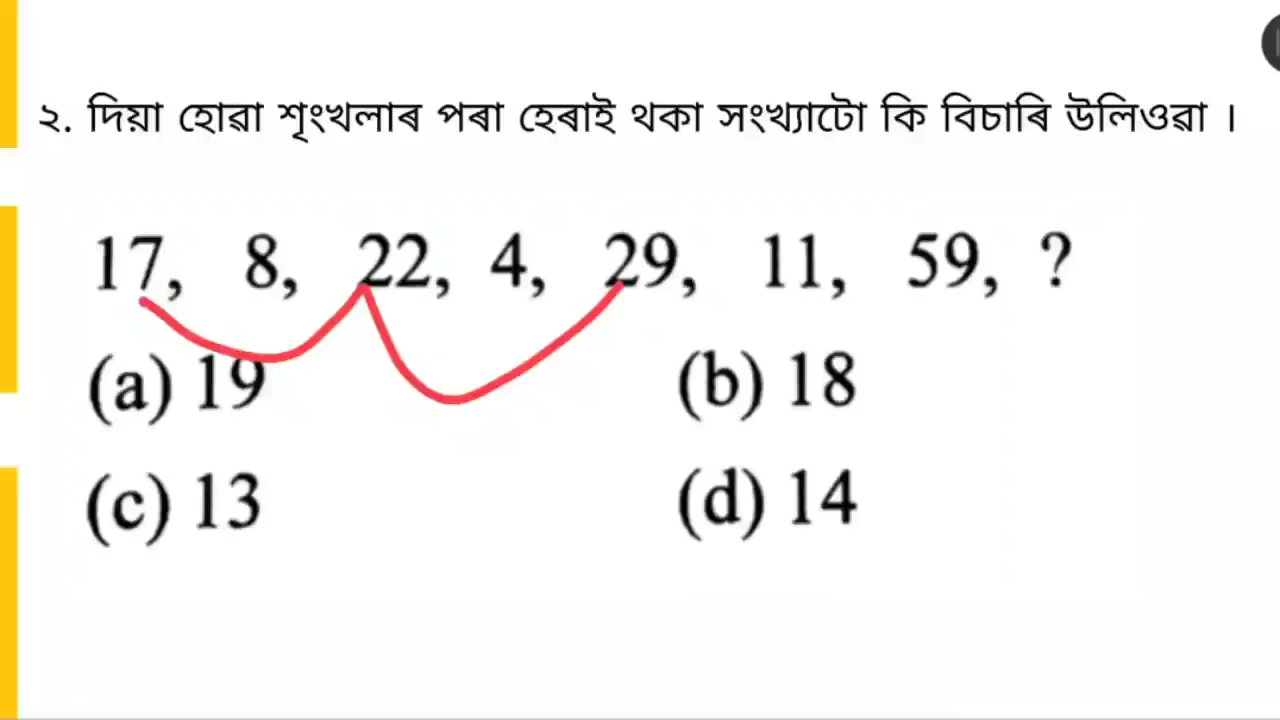 ২. দিয়া হোৱা শৃংখলাৰ পৰা হেৰাই থকা সংখ্যাটো কি বিচাৰি উলিওৱা ।
17, 8, 22, 4, 29, 11, 59, ?
(a) 19 (b) 18
(c) 13 (d) 14